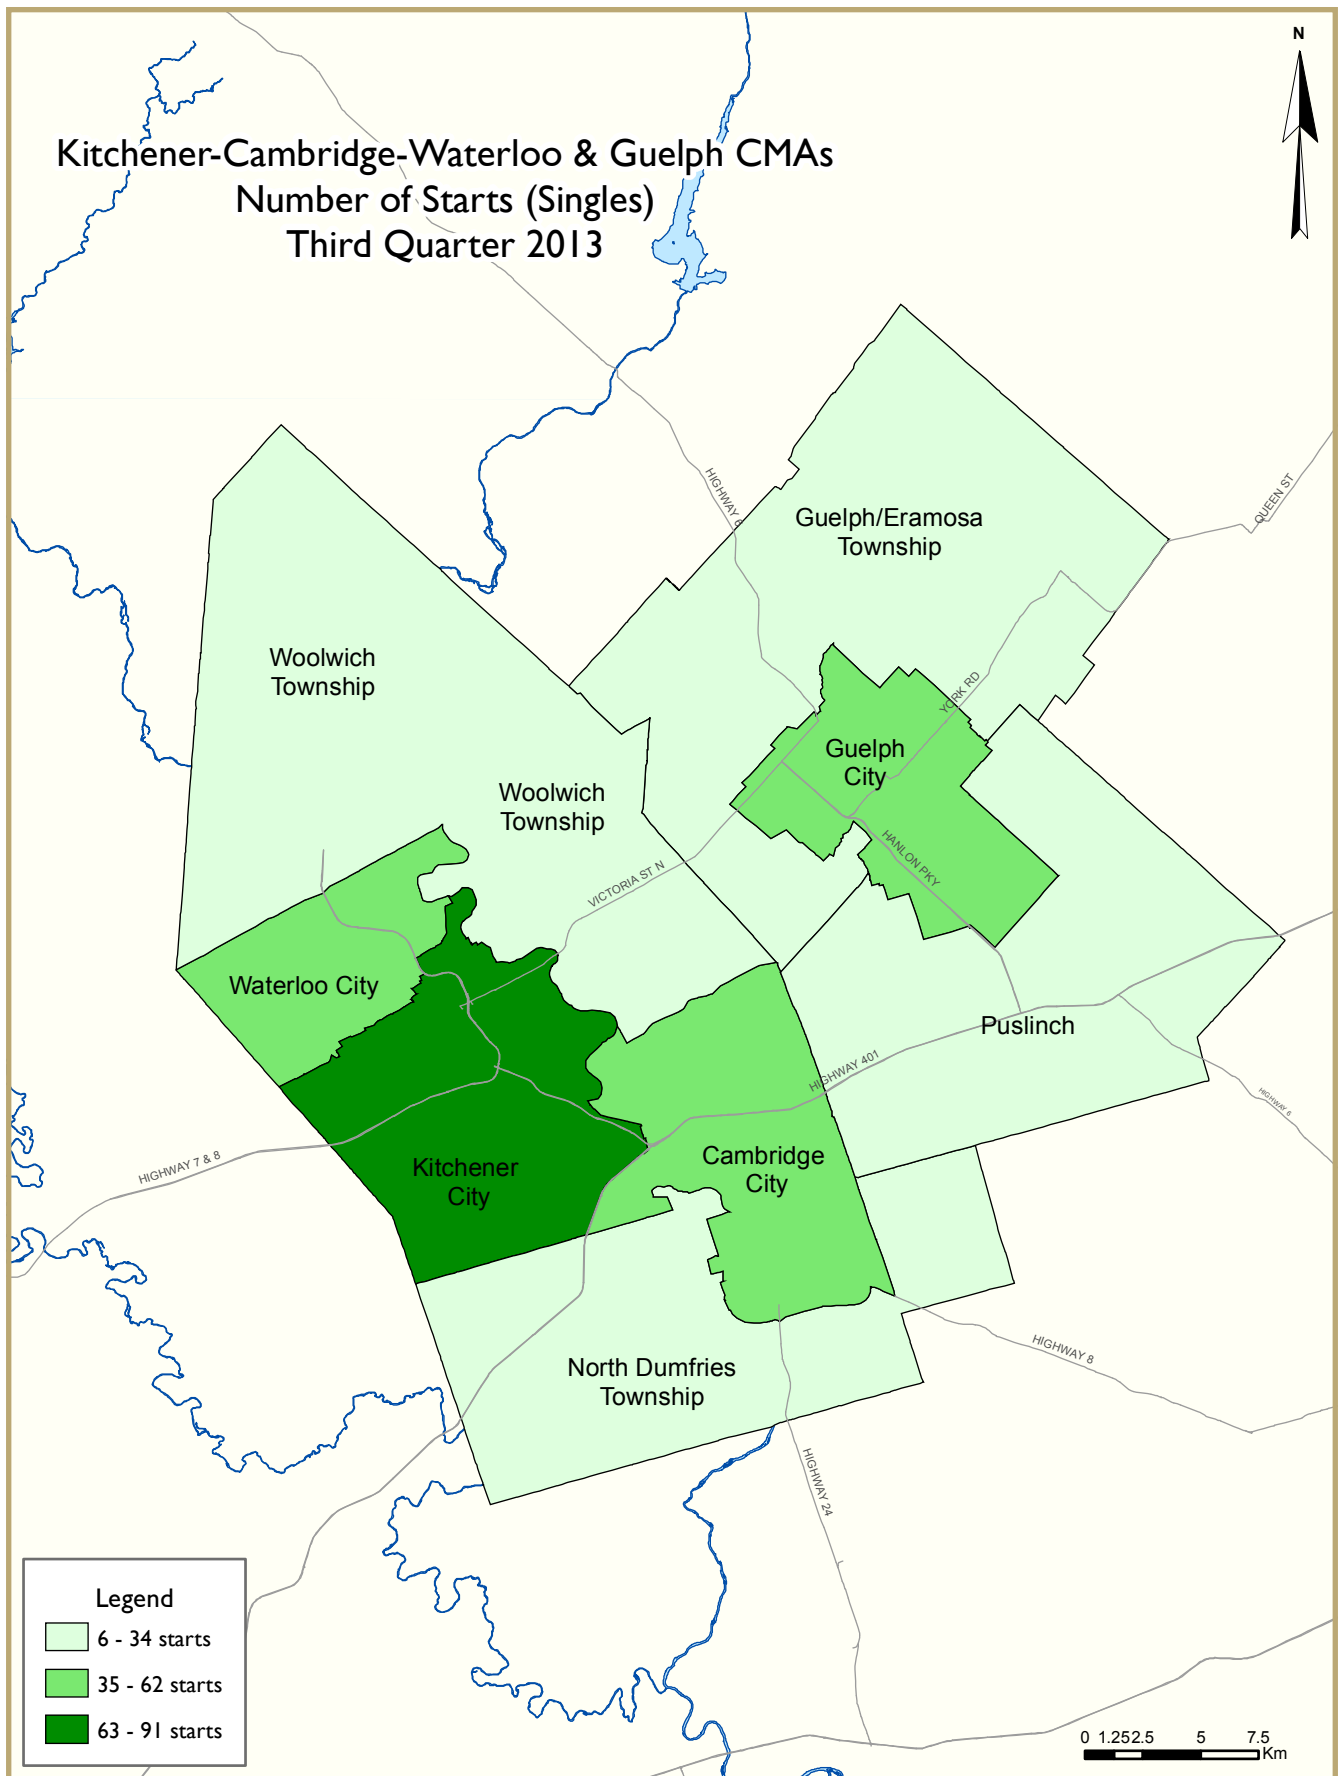 N
Kitchener-Cambridge-Waterloo & Guelph CMAs
Number of Starts (Singles)
Third Quarter 2013
HIGHWAY 6
QUEEN ST
Guelph/Eramosa
Township
Woolwich
Township
YORK RD
Guelph
City
Woolwich
Township
HANLON PKY
VICTORIA ST N
Waterloo City
Puslinch
HIGHWAY 401
HIGHWAY 6
HIGHWAY 7 & 8
Kitchener
City
Cambridge
City
HIGHWAY 8
North Dumfries
Township
HIGHWAY 24
Legend
6 - 34 starts
35 - 62 starts
63 - 91 starts
0 1.25 2.5 5 7.5
Km